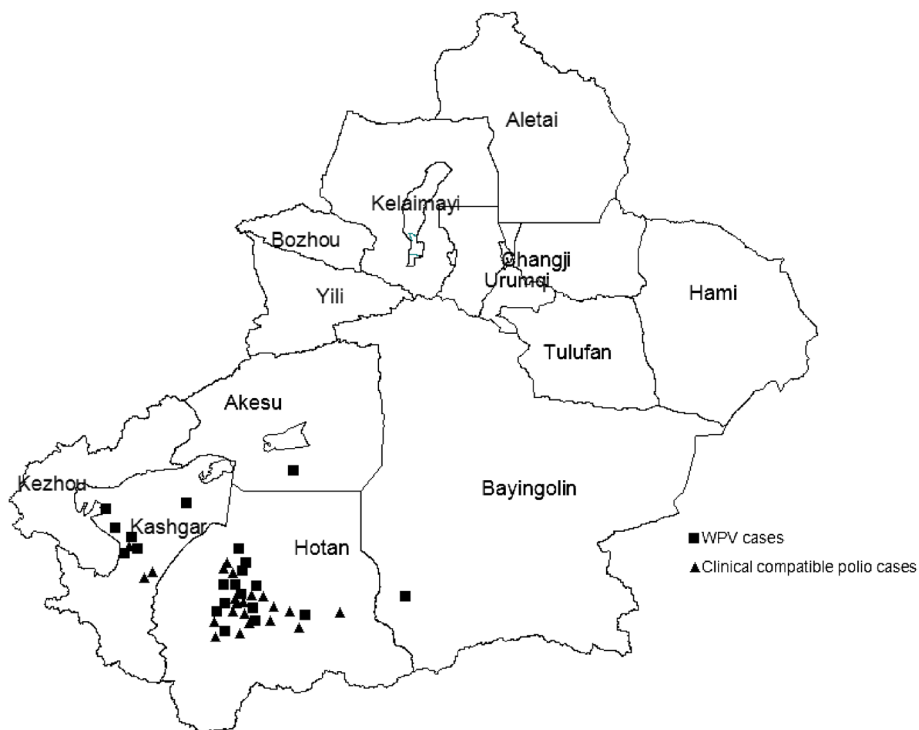 Aletai
Kelaimayi
Bozhou
Changji
Urumqi
Yili
Hami
Tulufan
Akesu
Kezhou
Bayingolin
Kashgar
Hotan
WPV cases
Clinical compatible polio cases